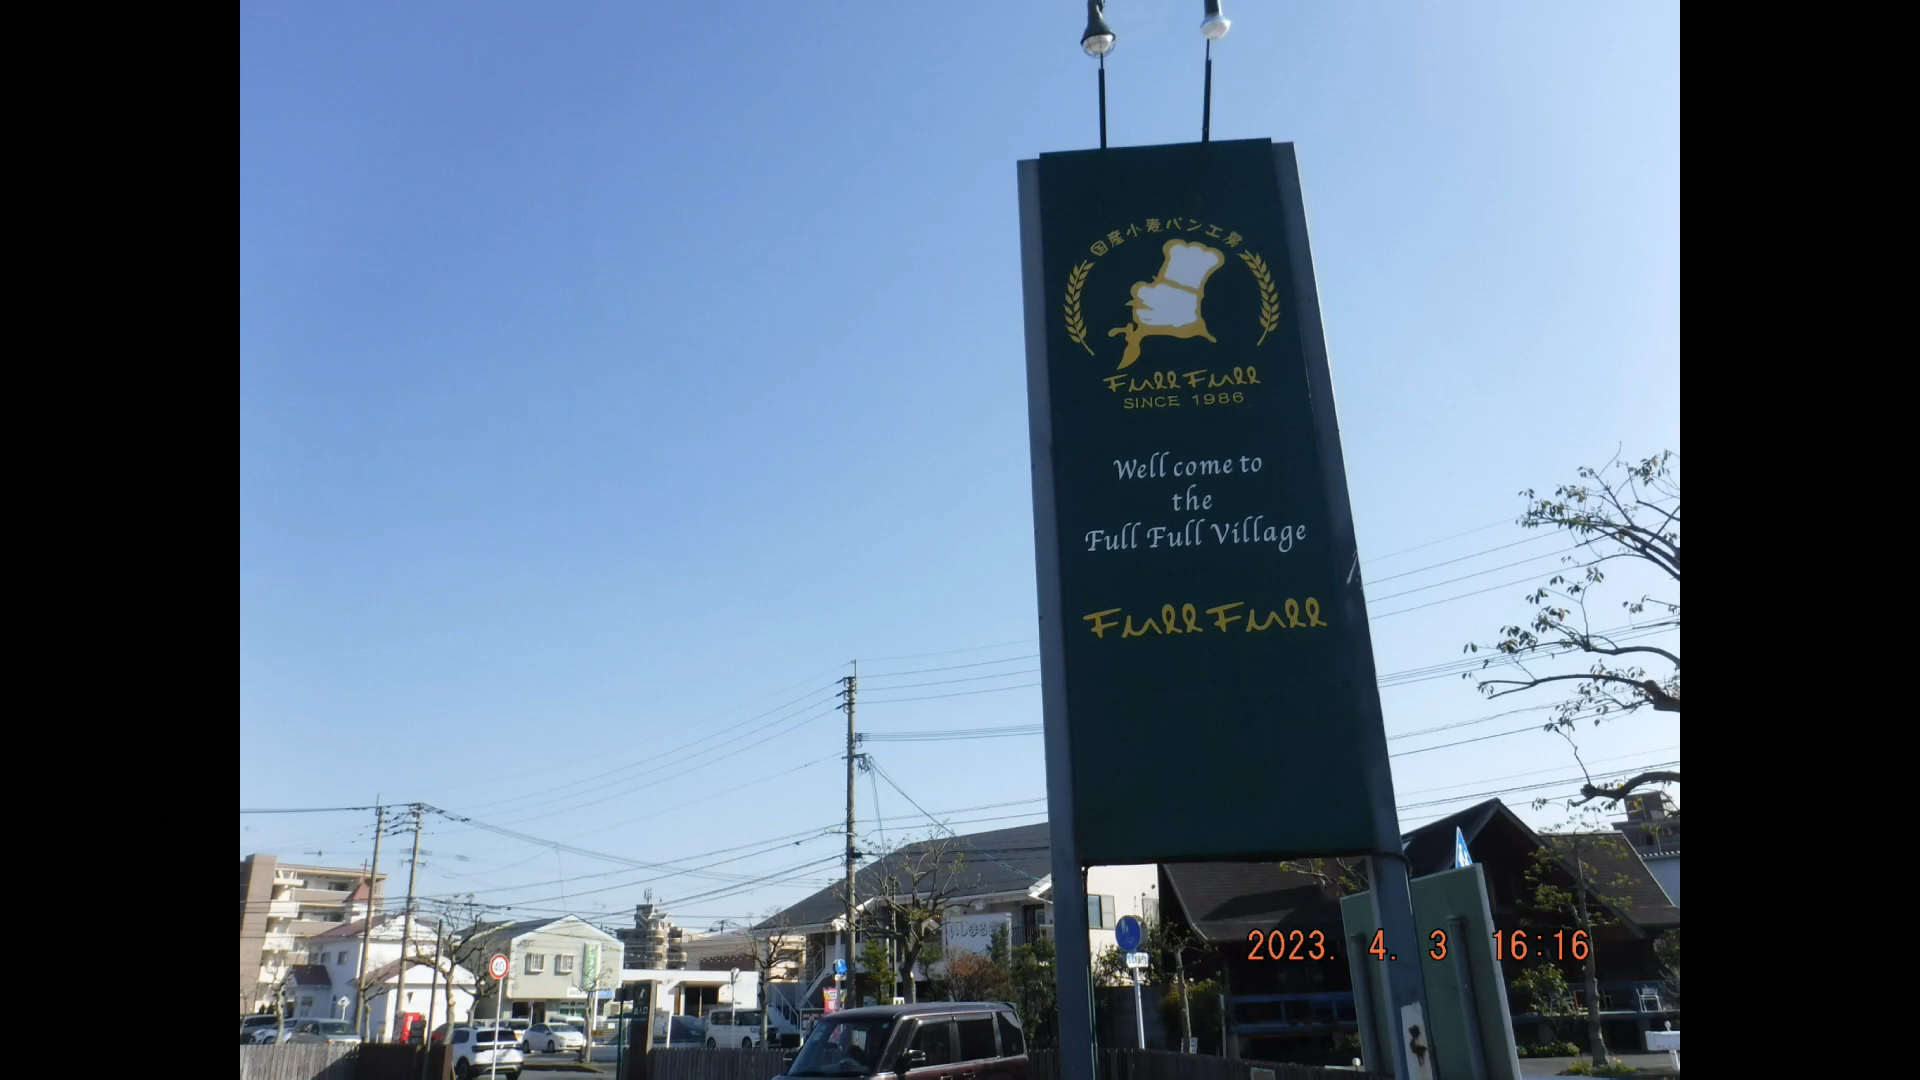 国産小麦パン工房
Full Full
SINCE 1986
Well come to
the
Full Full Village
Full Full
40
2023. 4. 3 16:16